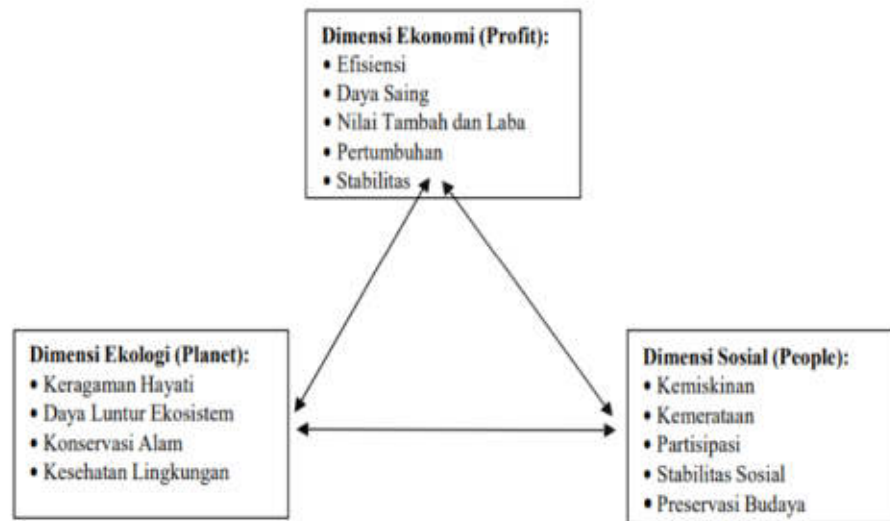 Dimensi Ekonomi (Profit):
• Efisiensi
• Daya Saing
• Nilai Tambah dan Laba
• Pertumbuhan
• Stabilitas
Dimensi Ekologi (Planet):
• Keragaman Hayati
• Daya Luntur Ekosistem
• Konservasi Alam
• Kesehatan Lingkungan
Dimensi Sosial (People):
• Kemiskinan
• Kemerataan
• Partisipasi
• Stabilitas Sosial
• Preservasi Budaya